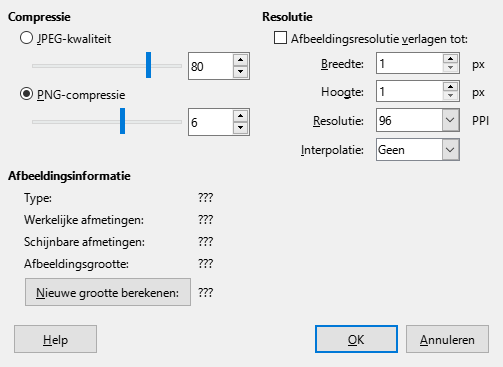 Compressie
JPEG-kwaliteit
80
PNG-compressie
6
Resolutie
Afbeeldingsresolutie verlagen tot:
Breedte: 1 px
Hoogte: 1 px
Resolutie: 96 PPI
Interpolatie: Geen
Afbeeldingsinformatie
Type: ???
Werkelijke afmetingen: ???
Schijnbare afmetingen: ???
Afbeeldingsgrootte: ???
Nieuwe grootte berekenen: ???
Help OK Annuleren